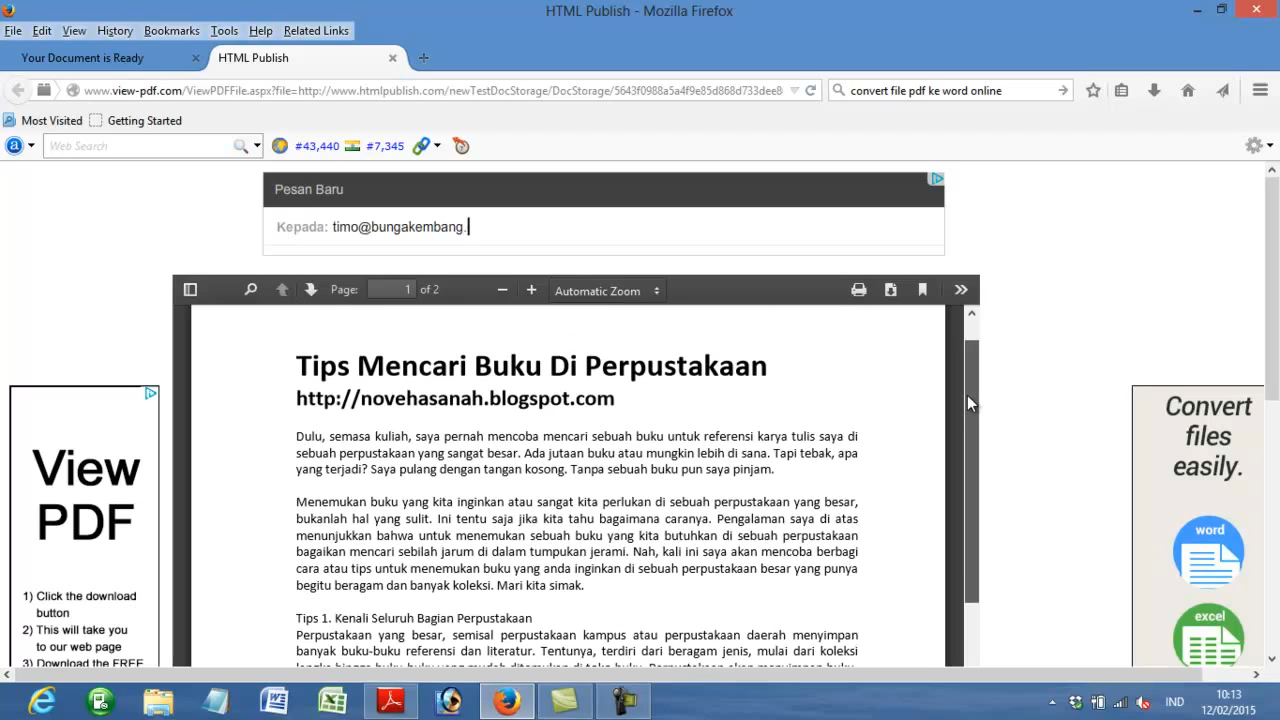 HTML Publish - Mozilla Firefox
File Edit View History Bookmarks Tools Help Related Links
Your Document is Ready
HTML Publish
www.view-pdf.com/ViewPDFFile.aspx?file=http://www.htmlpublish.com/newTestDocStorage/DocStorage/5643f0988a5a4f9e85d868d733dee8
convert file pdf ke word online
Most Visited Getting Started
a Web Search #43,440 #7,345
Pesan Baru
Kepada: timo@bungakembang.
Page: 1 of 2
Automatic Zoom
Tips Mencari Buku Di Perpustakaan
http://novehasanah.blogspot.com
Dulu, semasa kuliah, saya pernah mencoba mencari sebuah buku untuk referensi karya tulis saya di
sebuah perpustakaan yang sangat besar. Ada jutaan buku atau mungkin lebih di sana. Tapi tebak, apa
yang terjadi? Saya pulang dengan tangan kosong. Tanpa sebuah buku pun saya pinjam.
Menemukan buku yang kita inginkan atau sangat kita perlukan di sebuah perpustakaan yang besar,
bukanlah hal yang sulit. Ini tentu saja jika kita tahu bagaimana caranya. Pengalaman saya di atas
menunjukkan bahwa untuk menemukan sebuah buku yang kita butuhkan di sebuah perpustakaan
bagaikan mencari sebilah jarum di dalam tumpukan jerami. Nah, kali ini saya akan mencoba berbagi
cara atau tips untuk menemukan buku yang anda inginkan di sebuah perpustakaan besar yang punya
begitu beragam dan banyak koleksi. Mari kita simak.
Tips 1. Kenali Seluruh Bagian Perpustakaan
Perpustakaan yang besar, semisal perpustakaan kampus atau perpustakaan daerah menyimpan
banyak buku-buku referensi dan literatur. Tentunya, terdiri dari beragam jenis, mulai dari koleksi
View
PDF
1) Click the download
button
2) This will take you
to our web page
3) Download the FREE
Convert
files
easily.
word
excel
IND
10:13
12/02/2015